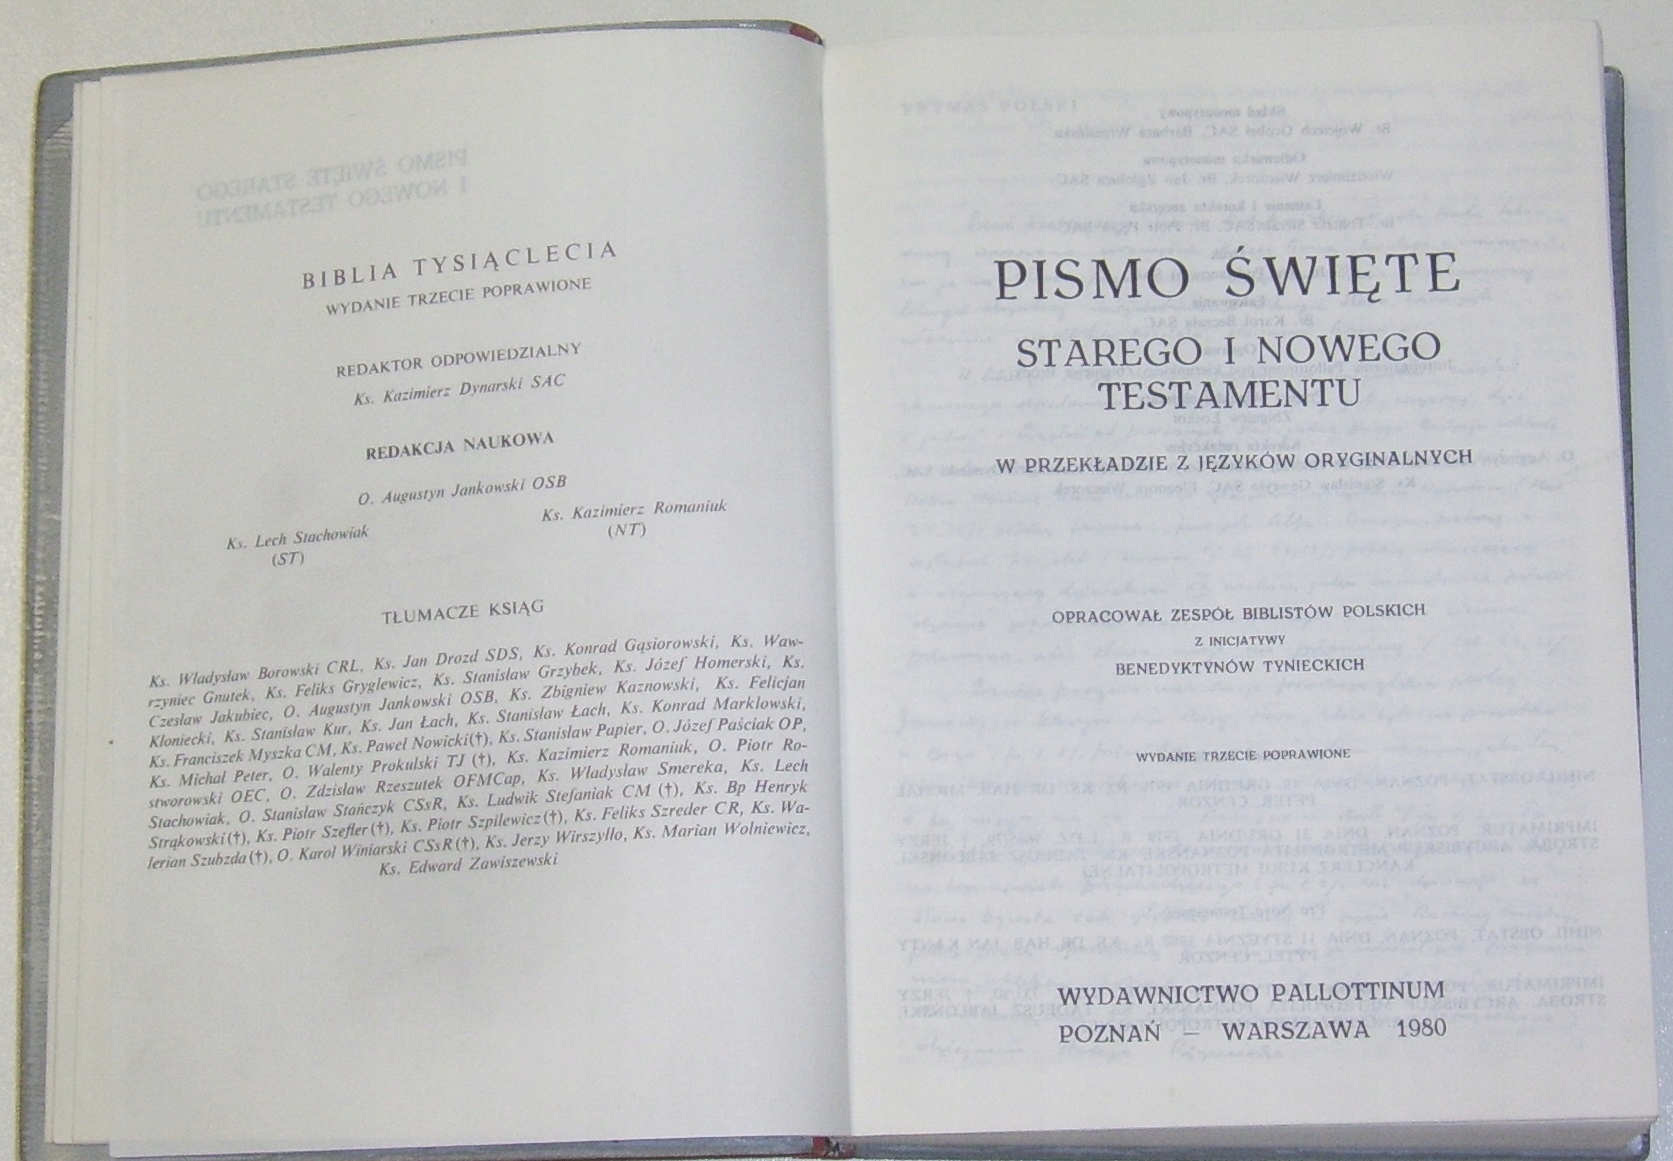 BIBLIA TYSIĄCLECIA
WYDANIE TRZECIE POPRAWIONE
REDAKTOR ODPOWIEDZIALNY
Ks. Kazimierz Dynarski SAC
REDAKCJA NAUKOWA
O. Augustyn Jankowski OSB
Ks. Lech Stachowiak
(ST)
Ks. Kazimierz Romaniuk
(NT)
TŁUMACZE KSIĄG
Ks. Władysław Borowski CRL, Ks. Jan Drozd SDS, Ks. Konrad Gąsiorowski, Ks. Waw-
rzyniec Gnutek, Ks. Feliks Gryglewicz, Ks. Stanisław Grzybek, Ks. Józef Homerski, Ks.
Czesław Jakubiec, O. Augustyn Jankowski OSB, Ks. Zbigniew Kaznowski, Ks. Felicjan
Kłoniecki, Ks. Stanisław Kur, Ks. Jan Łach, Ks. Stanisław Łach, Ks. Konrad Marklowski,
Ks. Franciszek Myszka CM, Ks. Paweł Nowicki(†), Ks. Stanisław Papier, O. Józef Paściak OP,
Ks. Michał Peter, O. Walenty Prokulski TJ (†), Ks. Kazimierz Romaniuk, O. Piotr Ro-
stworowski OEC, O. Zdzisław Rzeszutek OFMCap, Ks. Władysław Smereka, Ks. Lech
Stachowiak, O. Stanisław Stańczyk CSsR, Ks. Ludwik Stefaniak CM (†), Ks. Bp Henryk
Strąkowski(†), Ks. Piotr Szefler(†), Ks. Piotr Szpilewicz(†), Ks. Feliks Szreder CR, Ks. Wa-
lerian Szubzda(†), O. Karol Winiarski CSsR(†), Ks. Jerzy Wirszyłło, Ks. Marian Wolniewicz,
Ks. Edward Zawiszewski
PISMO ŚWIĘTE
STAREGO I NOWEGO
TESTAMENTU
W PRZEKŁADZIE Z JĘZYKÓW ORYGINALNYCH
OPRACOWAŁ ZESPÓŁ BIBLISTÓW POLSKICH
Z INICJATYWY
BENEDYKTYNÓW TYNIECKICH
WYDANIE TRZECIE POPRAWIONE
WYDAWNICTWO PALLOTTINUM
POZNAŃ — WARSZAWA 1980